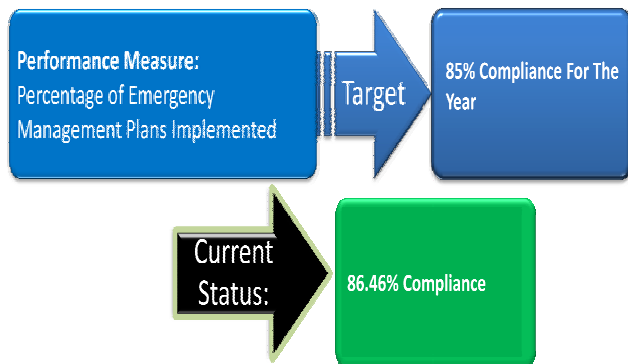 Performance Measure:
Percentage of Emergency
Management Plans Implemented
Target
85% Compliance For The
Year
Current
Status:
86.46% Compliance